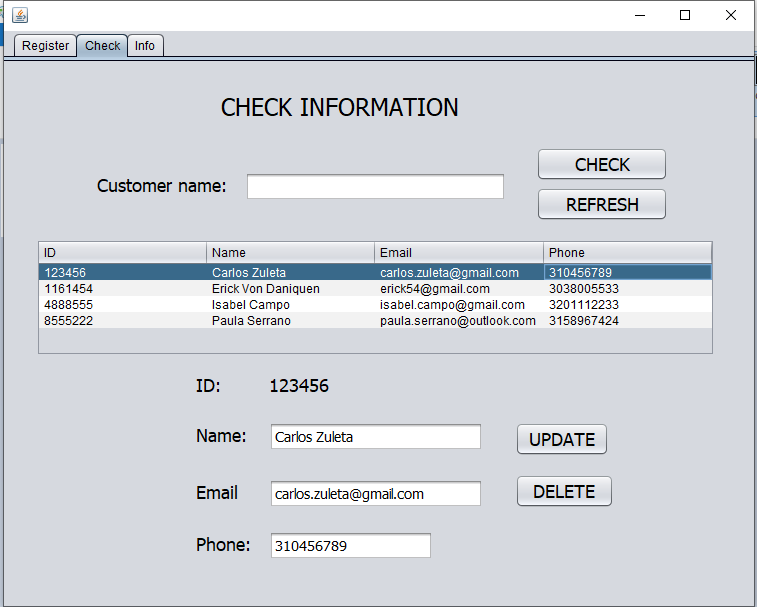 Register Check Info
CHECK INFORMATION
Customer name:
CHECK
REFRESH
ID Name Email Phone
123456 Carlos Zuleta carlos.zuleta@gmail.com 310456789
1161454 Erick Von Daniquen erick54@gmail.com 3038005533
4888555 Isabel Campo isabel.campo@gmail.com 3201112233
8555222 Paula Serrano paula.serrano@outlook.com 3158967424
ID: 123456
Name: Carlos Zuleta UPDATE
Email carlos.zuleta@gmail.com DELETE
Phone: 310456789